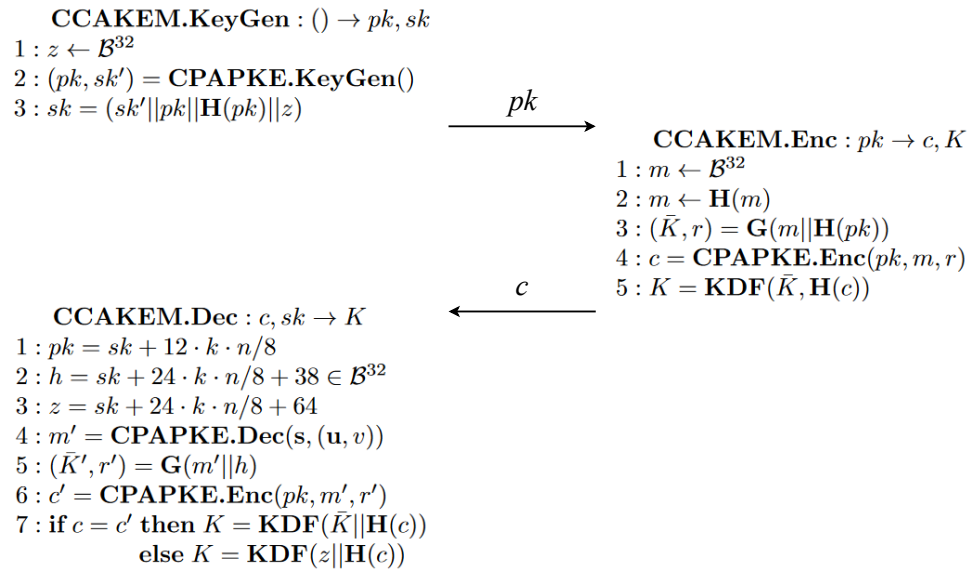 CCAKEM.KeyGen : () → pk, sk
1 : z ← 𝓑³²
2 : (pk, sk′) = CPAPKE.KeyGen()
3 : sk = (sk′||pk||H(pk)||z)
pk
CCAKEM.Enc : pk → c, K
1 : m ← 𝓑³²
2 : m ← H(m)
3 : (K̄, r) = G(m||H(pk))
4 : c = CPAPKE.Enc(pk, m, r)
5 : K = KDF(K̄, H(c))
c
CCAKEM.Dec : c, sk → K
1 : pk = sk + 12 · k · n/8
2 : h = sk + 24 · k · n/8 + 38 ∈ 𝓑³²
3 : z = sk + 24 · k · n/8 + 64
4 : m′ = CPAPKE.Dec(s, (u, v))
5 : (K̄′, r′) = G(m′||h)
6 : c′ = CPAPKE.Enc(pk, m′, r′)
7 : if c = c′ then K = KDF(K̄||H(c))
else K = KDF(z||H(c))